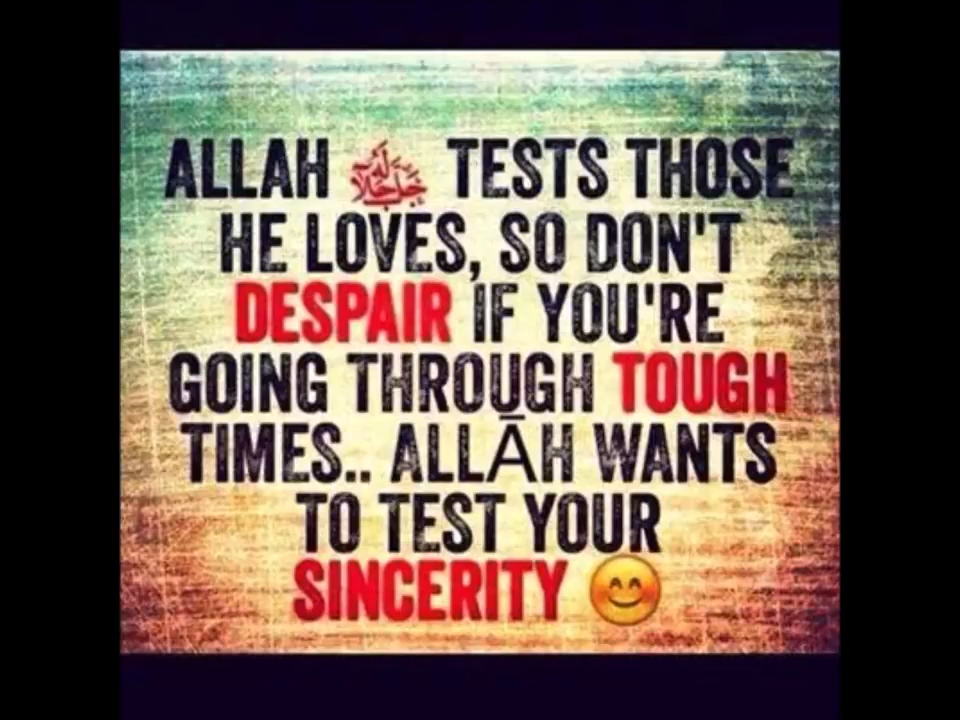 ALLAH ﷻ TESTS THOSE
HE LOVES, SO DON'T
DESPAIR IF YOU'RE
GOING THROUGH TOUGH
TIMES.. ALLĀH WANTS
TO TEST YOUR
SINCERITY 😊